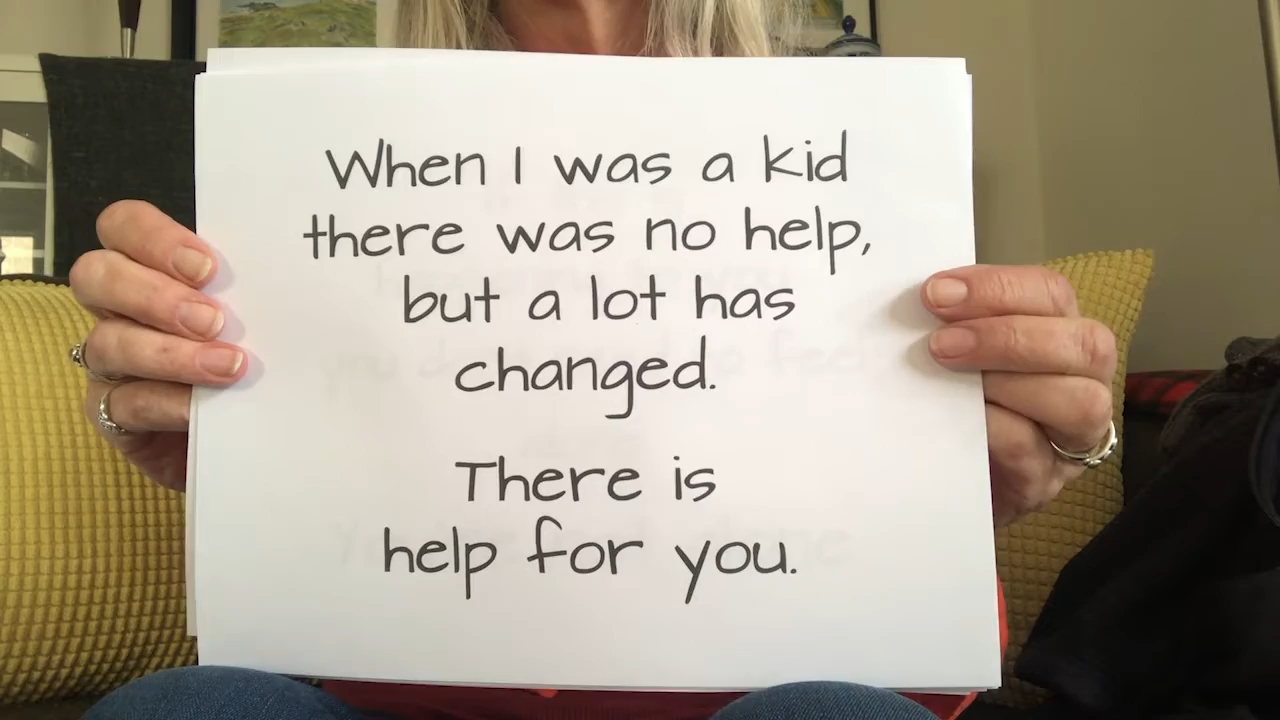 When I was a kid
there was no help,
but a lot has
changed.
There is
help for you.